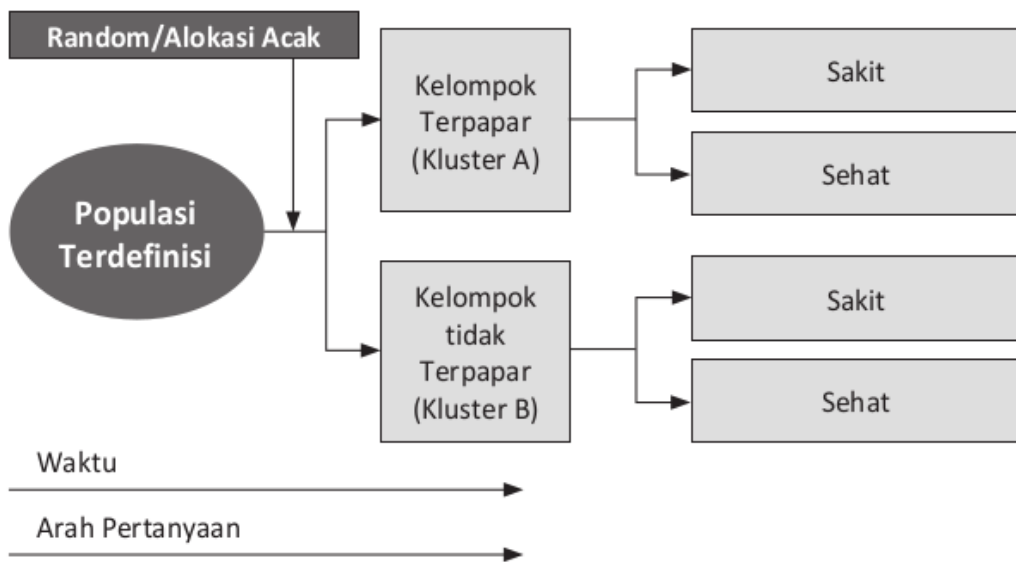 Random/Alokasi Acak
Populasi
Terdefinisi
Kelompok
Terpapar
(Kluster A)
Sakit
Sehat
Kelompok
tidak
Terpapar
(Kluster B)
Sakit
Sehat
Waktu
Arah Pertanyaan